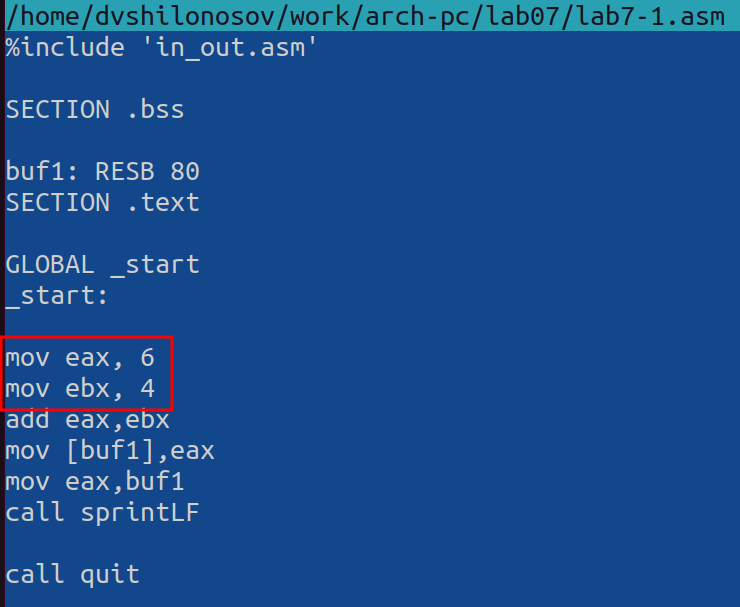 /home/dvshilonosov/work/arch-pc/lab07/lab7-1.asm
%include 'in_out.asm'
SECTION .bss
buf1: RESB 80
SECTION .text
GLOBAL _start
_start:
mov eax, 6
mov ebx, 4
add eax,ebx
mov [buf1],eax
mov eax,buf1
call sprintLF
call quit